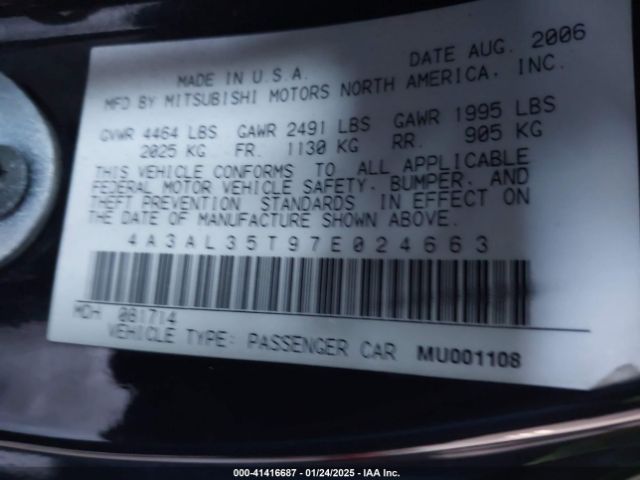 MADE IN U.S.A. DATE AUG. 2006
MFD BY MITSUBISHI MOTORS NORTH AMERICA, INC.
GVWR 4464 LBS GAWR 2491 LBS GAWR 1995 LBS
2025 KG FR. 1130 KG RR. 905 KG
THIS VEHICLE CONFORMS TO ALL APPLICABLE
FEDERAL MOTOR VEHICLE SAFETY, BUMPER, AND
THEFT PREVENTION STANDARDS IN EFFECT ON
THE DATE OF MANUFACTURE SHOWN ABOVE.
4A3AL35T97E024663
MDH 081714
VEHICLE TYPE: PASSENGER CAR MU001108
000-41416687 - 01/24/2025 - IAA Inc.